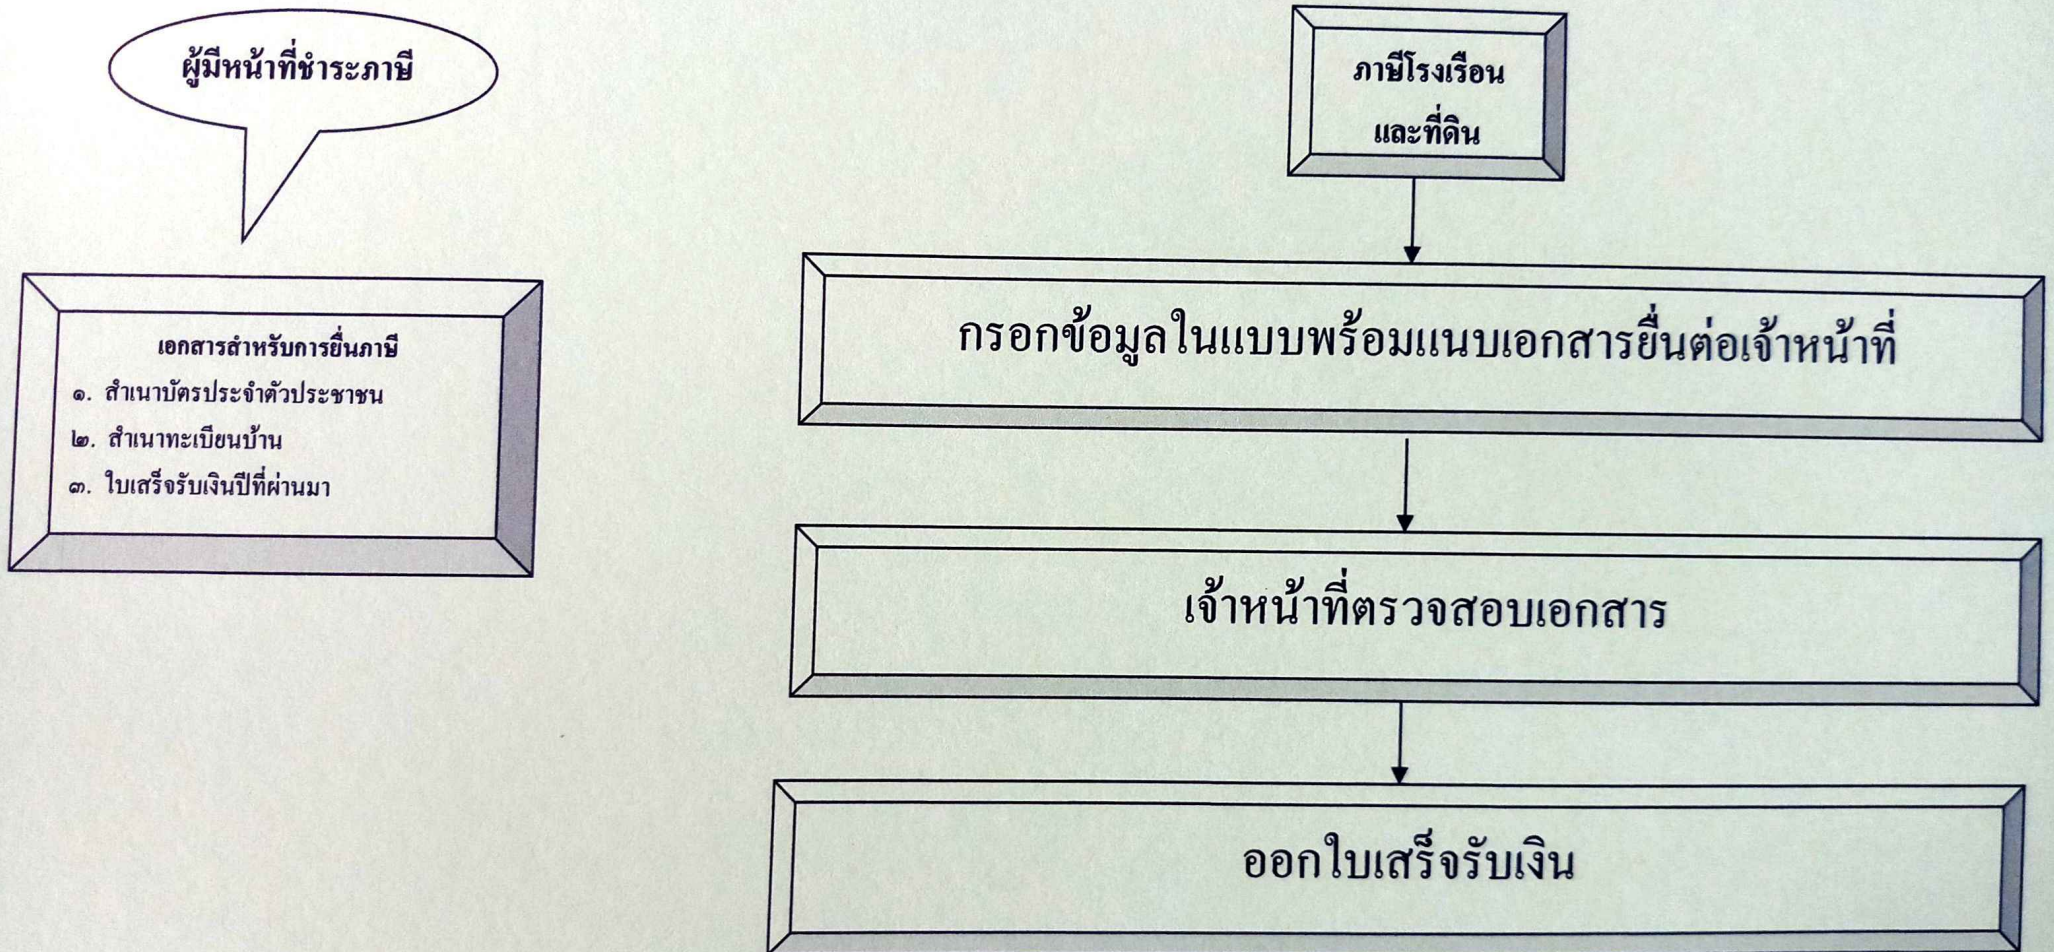 ผู้มีหน้าที่ชำระภาษี
เอกสารสำหรับการยื่นภาษี
๑. สำเนาบัตรประจำตัวประชาชน
๒. สำเนาทะเบียนบ้าน
๓. ใบเสร็จรับเงินปีที่ผ่านมา
ภาษีโรงเรือน
และที่ดิน
กรอกข้อมูลในแบบพร้อมแนบเอกสารยื่นต่อเจ้าหน้าที่
เจ้าหน้าที่ตรวจสอบเอกสาร
ออกใบเสร็จรับเงิน